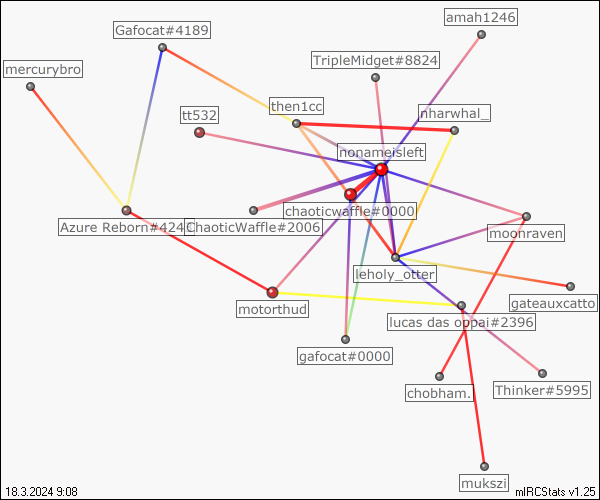 amah1246
Gafocat#4189
TripleMidget#8824
mercurybro
then1cc
tt532
nharwhal_
nonameisleft
chaoticwaffle#0000
Azure Reborn#424
ChaoticWaffle#2006
moonraven
leholy_otter
motorthud
gateauxcatto
lucas das oppai#2396
gafocat#0000
chobham.
Thinker#5995
mukszi
18.3.2024 9:08
mIRCStats v1.25